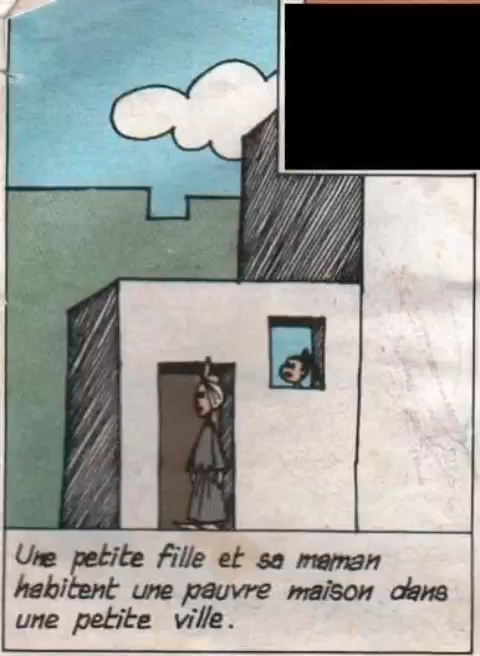 Une petite fille et sa maman
habitent une pauvre maison dans
une petite ville.